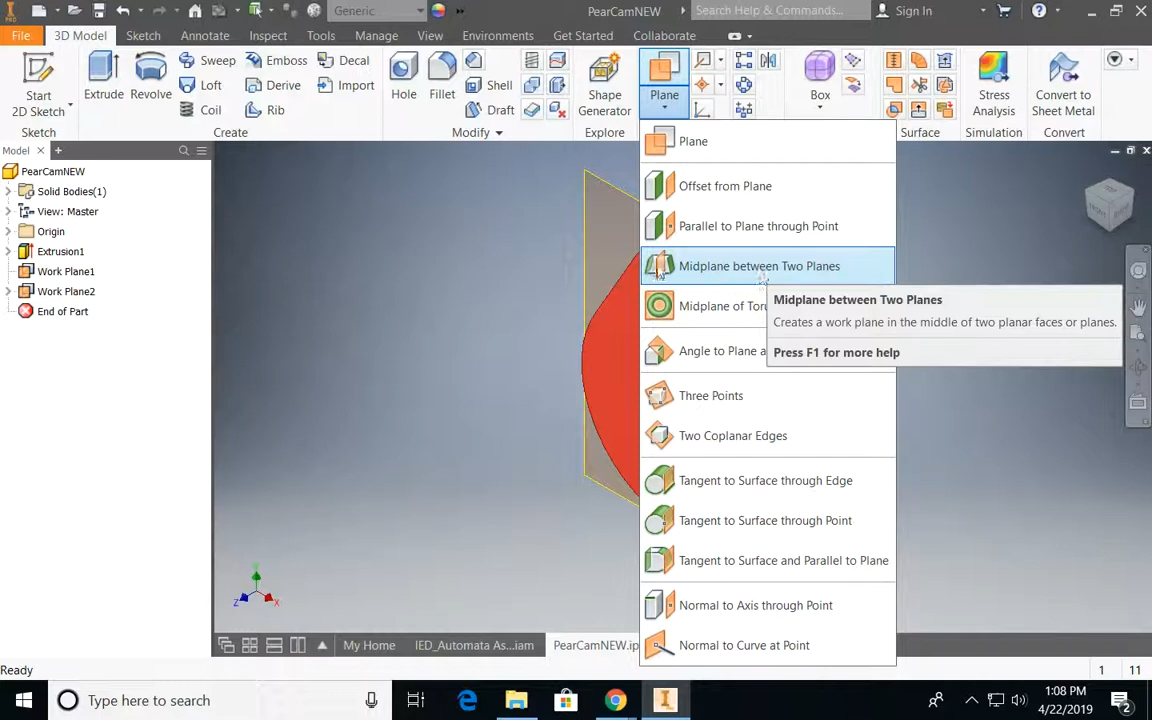 PRO
Generic
PearCamNEW
Search Help & Commands...
Sign In
File
3D Model
Sketch
Annotate
Inspect
Tools
Manage
View
Environments
Get Started
Collaborate
Start
2D Sketch
Extrude
Revolve
Sweep
Loft
Coil
Emboss
Derive
Rib
Decal
Import
Hole
Fillet
Shell
Draft
Shape
Generator
Plane
Box
Stress
Analysis
Convert to
Sheet Metal
Sketch
Create
Modify
Explore
Surface
Simulation
Convert
Model
PearCamNEW
Solid Bodies(1)
View: Master
Origin
Extrusion1
Work Plane1
Work Plane2
End of Part
Plane
Offset from Plane
Parallel to Plane through Point
Midplane between Two Planes
Midplane of Toru
Angle to Plane a
Three Points
Two Coplanar Edges
Tangent to Surface through Edge
Tangent to Surface through Point
Tangent to Surface and Parallel to Plane
Normal to Axis through Point
Normal to Curve at Point
Midplane between Two Planes
Creates a work plane in the middle of two planar faces or planes.
Press F1 for more help
Z
X
My Home
IED_Automata As...iam
PearCamNEW.ip
Ready
1
11
Type here to search
1:08 PM
4/22/2019
2